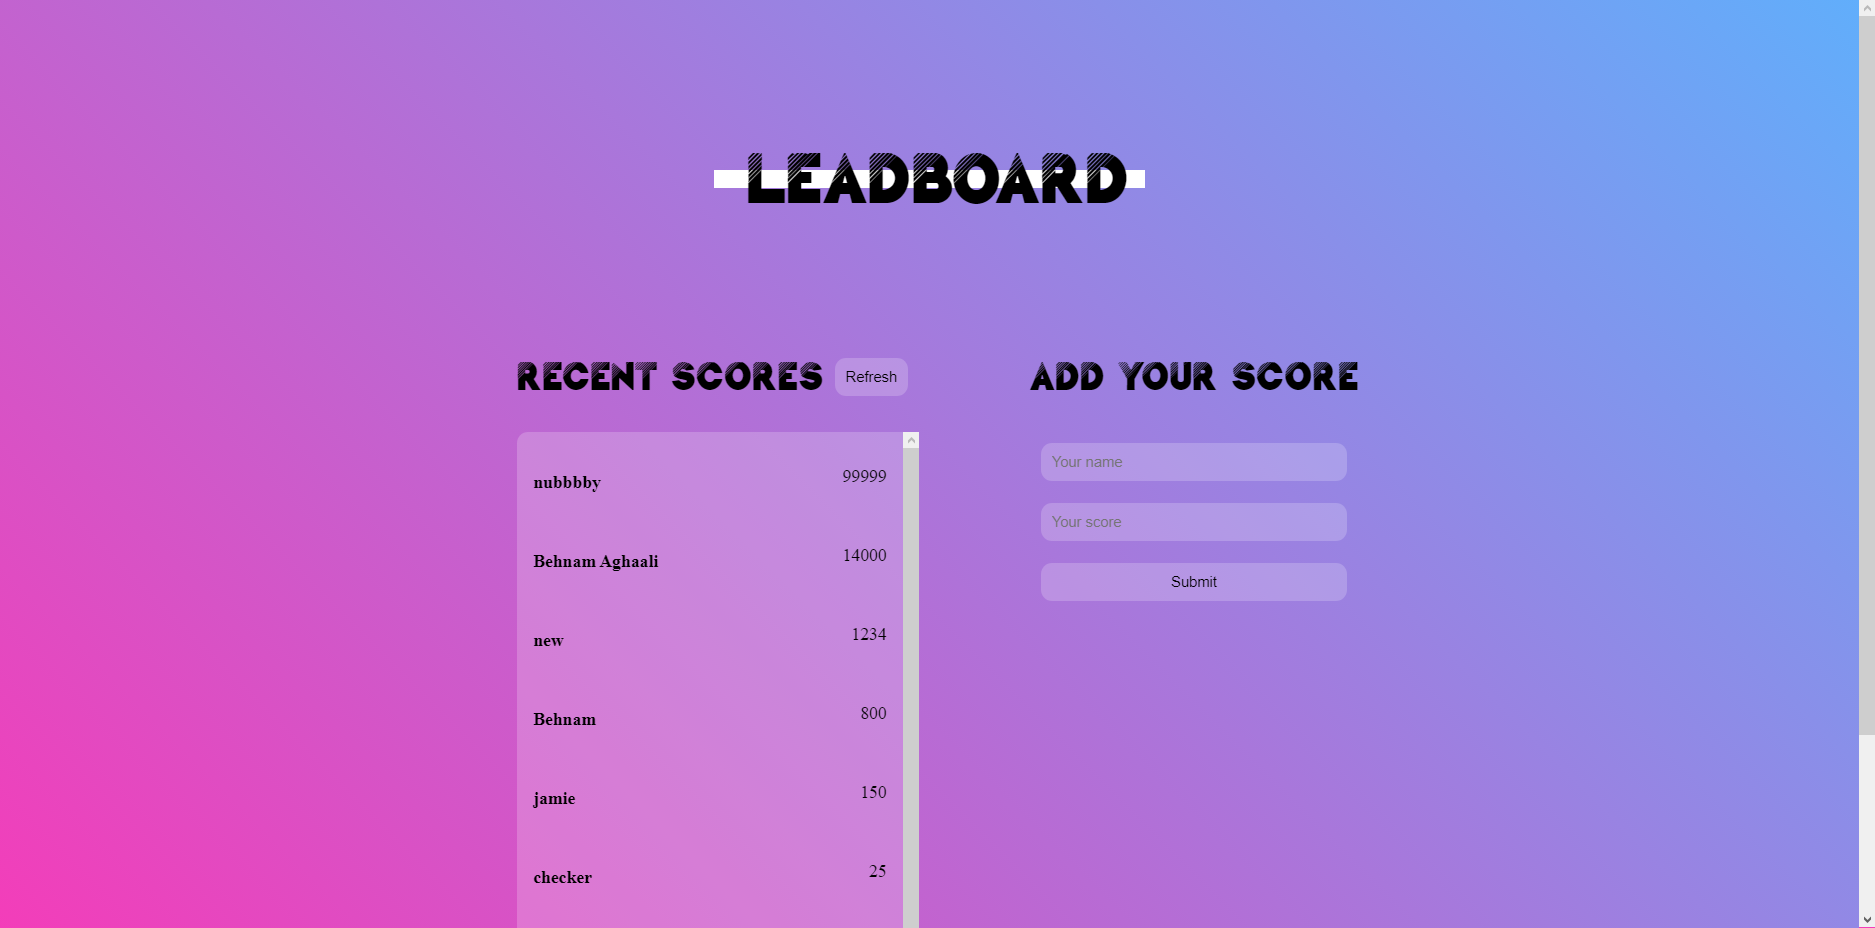 LEADBOARD
RECENT SCORES
Refresh
nubbbby 99999
Behnam Aghaali 14000
new 1234
Behnam 800
jamie 150
checker 25
ADD YOUR SCORE
Your name
Your score
Submit